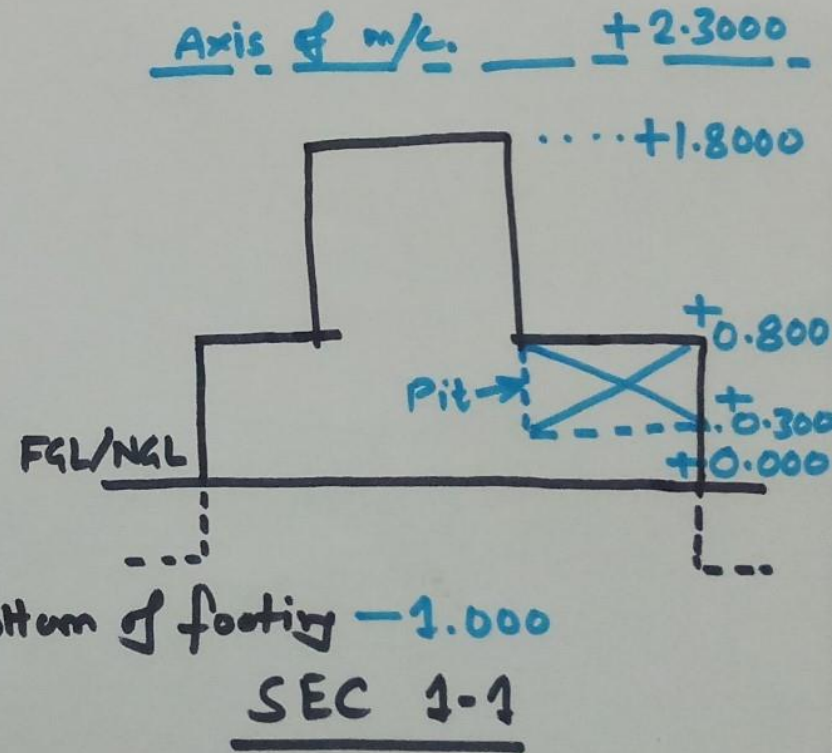 Axis of m/c. +2.3000
+1.8000
+0.800
Pit
+0.300
FGL/NGL
+0.000
ottom of footing -1.000
SEC 1-1